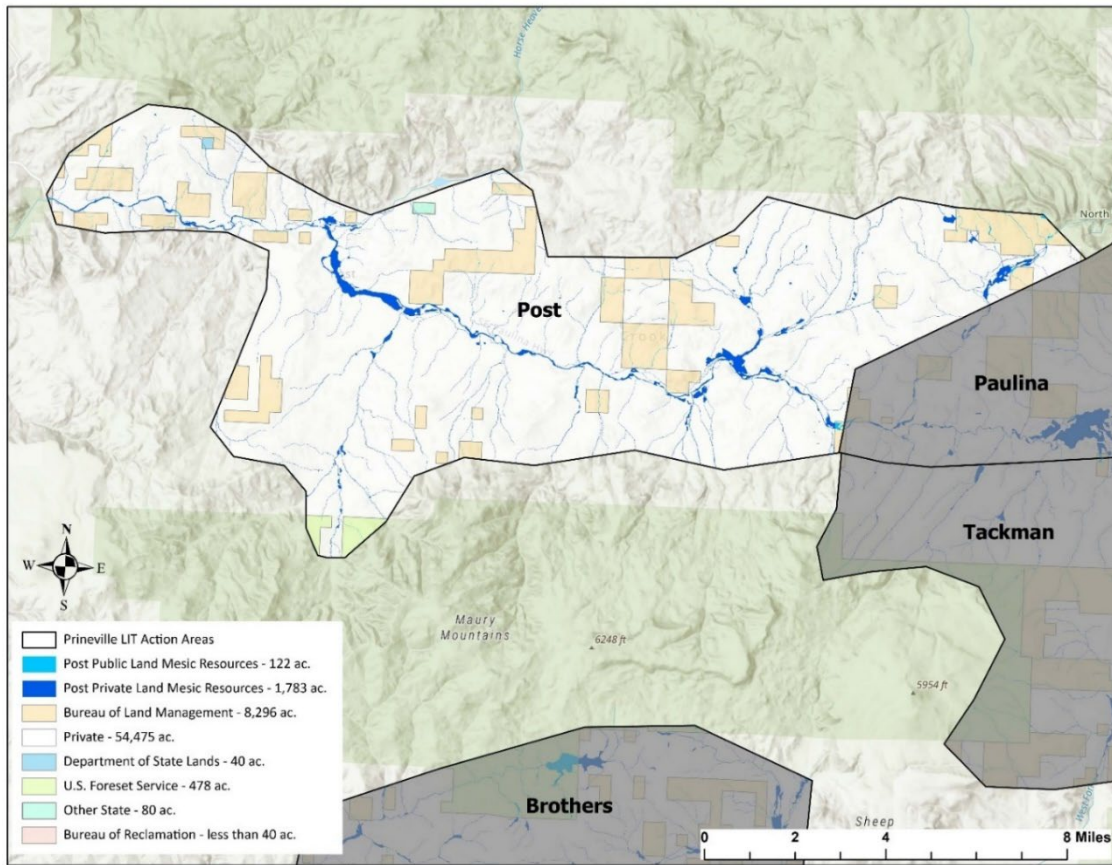 Horse Heave
North
Post
Paulina
Tackman
N
W E
S
Maury
Mountains
6248 ft
5954 ft
Prineville LIT Action Areas
Post Public Land Mesic Resources - 122 ac.
Post Private Land Mesic Resources - 1,783 ac.
Bureau of Land Management - 8,296 ac.
Private - 54,475 ac.
Department of State Lands - 40 ac.
U.S. Foreset Service - 478 ac.
Other State - 80 ac.
Bureau of Reclamation - less than 40 ac.
Brothers
Sheep
0 2 4 8 Miles